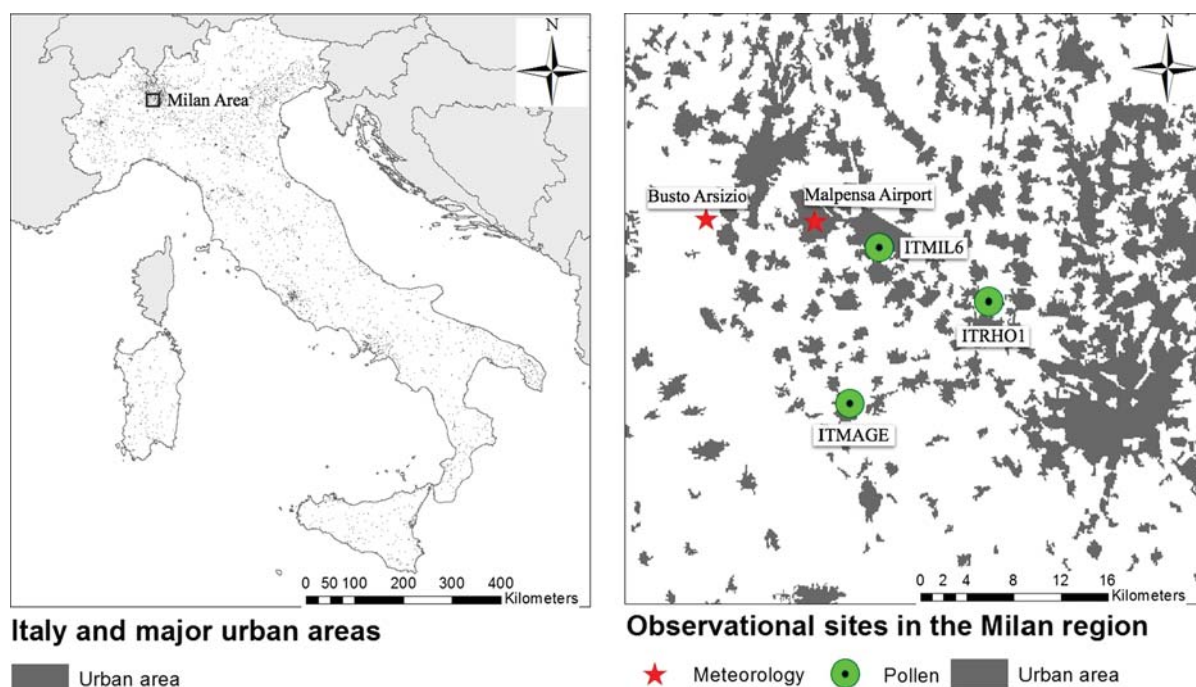 N
Milan Area
0 50 100 200 300 400
Kilometers
Italy and major urban areas
Urban area
N
Busto Arsizio
Malpensa Airport
ITMIL6
ITRHO1
ITMAGE
0 2 4 8 12 16
Kilometers
Observational sites in the Milan region
Meteorology Pollen Urban area